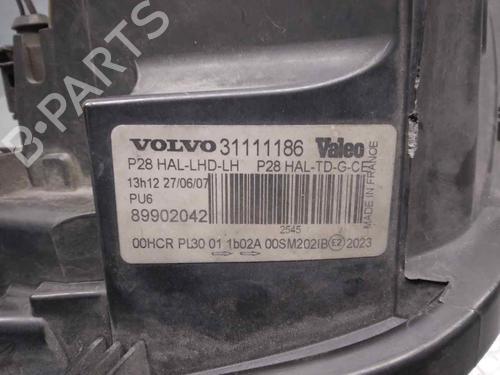 B-PARTS
VOLVO 31111186 Valeo
P28 HAL-LHD-LH P28 HAL-TD-G-CF1
13h12 27/06/07
PU6
89902042
2545
MADE IN FRANCE
00HCR PL30 01 1b02A 00SM202IB E2 2023